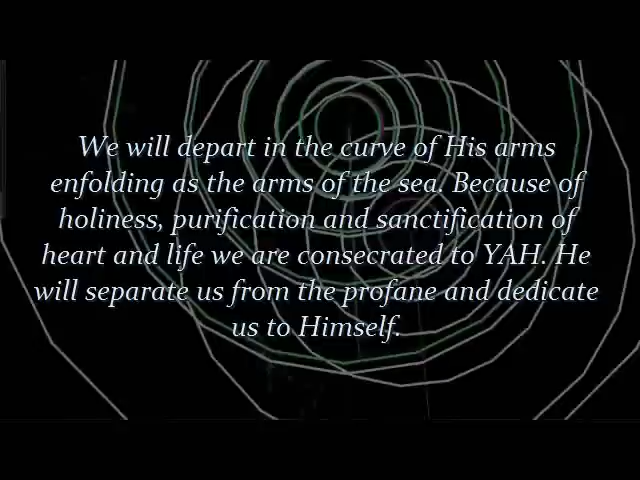 We will depart in the curve of His arms
enfolding as the arms of the sea. Because of
holiness, purification and sanctification of
heart and life we are consecrated to YAH. He
will separate us from the profane and dedicate
us to Himself.